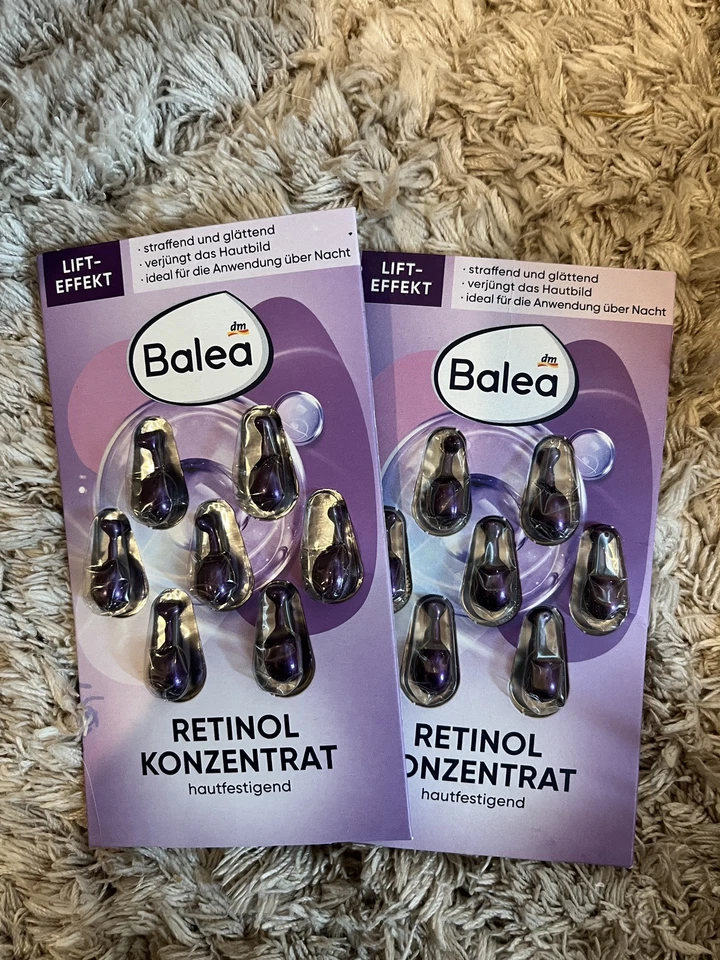 LIFT-
EFFEKT
· straffend und glättend
· verjüngt das Hautbild
· ideal für die Anwendung über Nacht
dm
Balea
RETINOL
KONZENTRAT
hautfestigend
LIFT-
EFFEKT
· straffend und glättend
· verjüngt das Hautbild
· ideal für die Anwendung über Nacht
dm
Balea
RETINOL
ONZENTRAT
hautfestigend